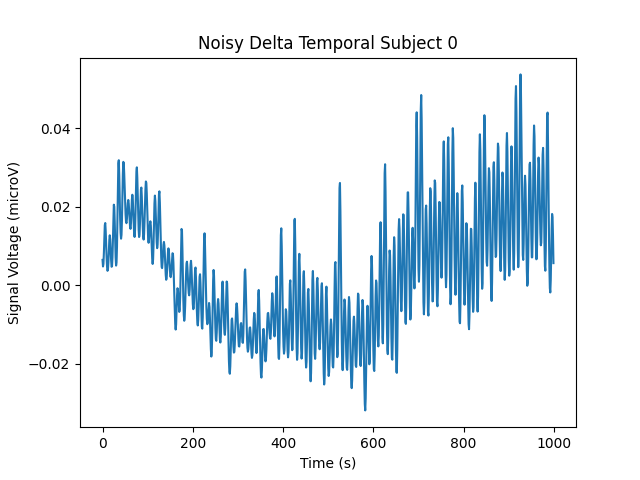 Noisy Delta Temporal Subject 0
Signal Voltage (microV)
0.04
0.02
0.00
−0.02
0 200 400 600 800 1000
Time (s)